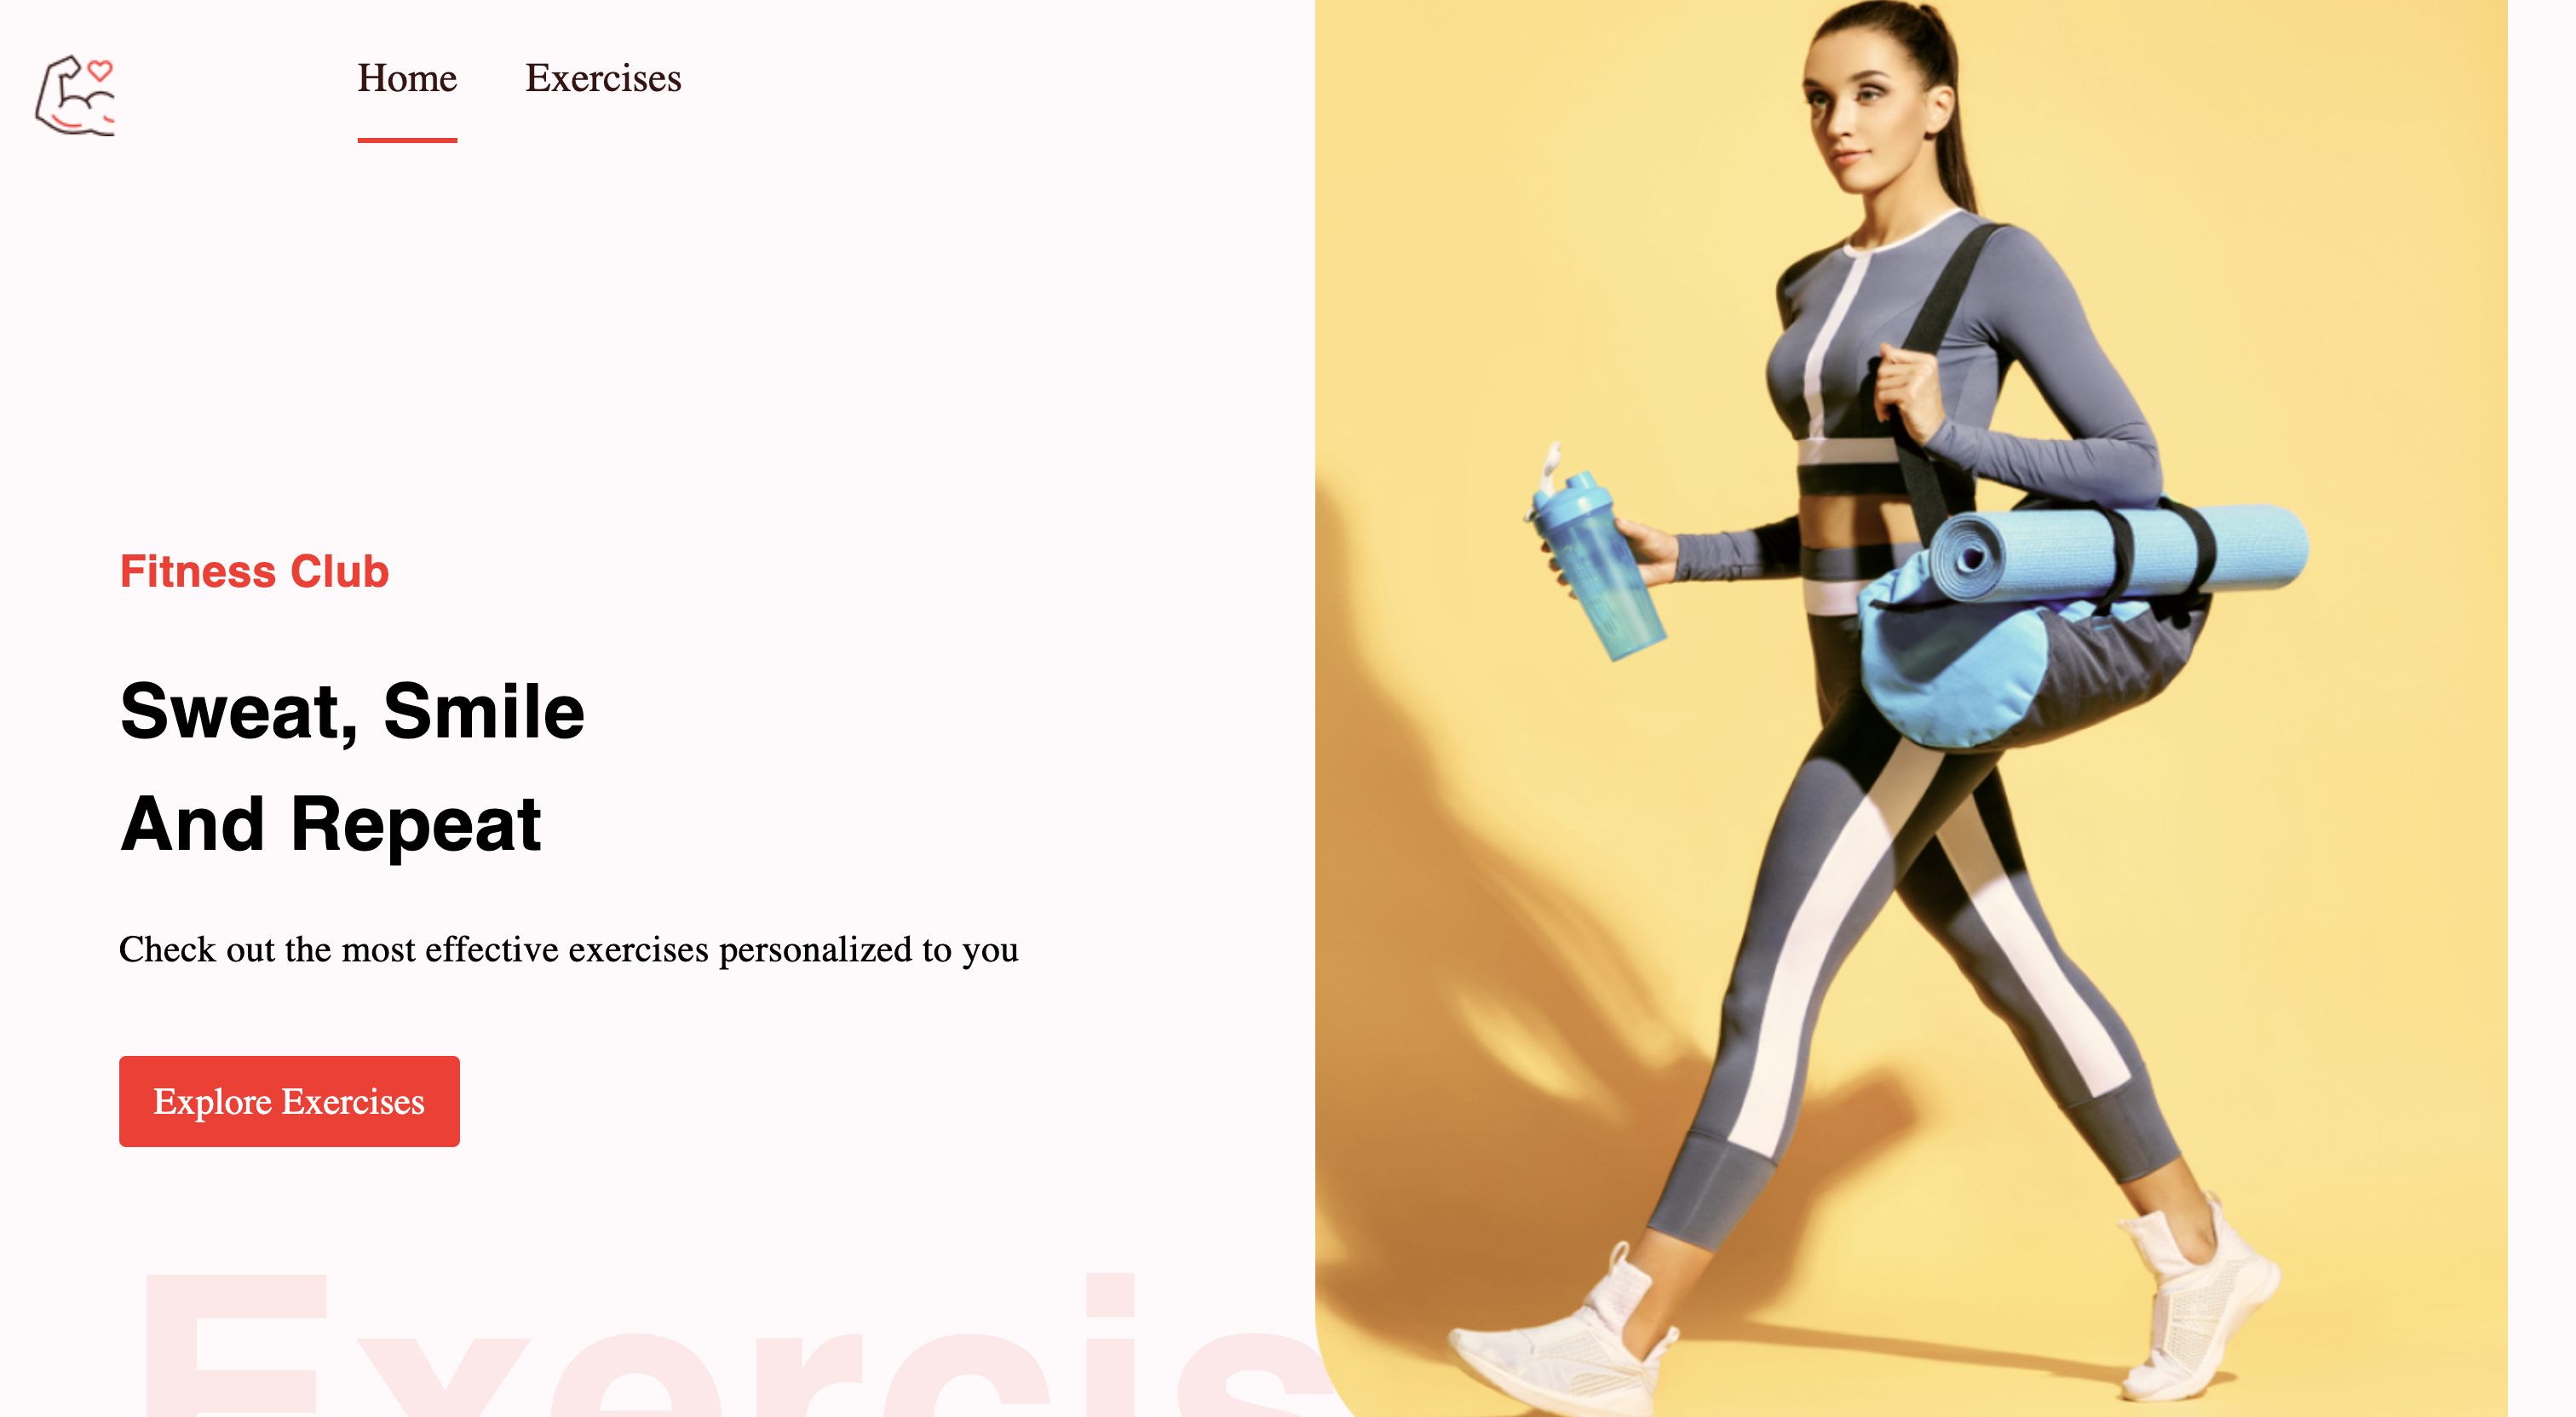 Home Exercises
Fitness Club
Sweat, Smile
And Repeat
Check out the most effective exercises personalized to you
Explore Exercises
Exercis